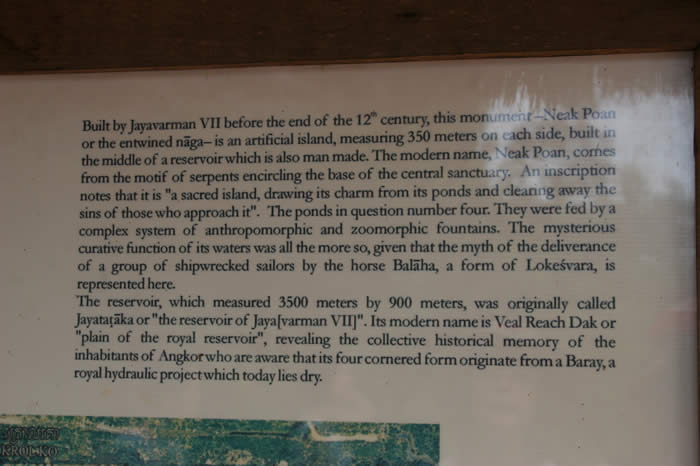 Built by Jayavarman VII before the end of the 12th century, this monument –Neak Poan
or the entwined nāga– is an artificial island, measuring 350 meters on each side, built in
the middle of a reservoir which is also man made. The modern name, Neak Poan, comes
from the motif of serpents encircling the base of the central sanctuary. An inscription
notes that it is "a sacred island, drawing its charm from its ponds and clearing away the
sins of those who approach it". The ponds in question number four. They were fed by a
complex system of anthropomorphic and zoomorphic fountains. The mysterious
curative function of its waters was all the more so, given that the myth of the deliverance
of a group of shipwrecked sailors by the horse Balāha, a form of Lokeśvara, is
represented here.
The reservoir, which measured 3500 meters by 900 meters, was originally called
Jayataṭāka or "the reservoir of Jaya[varman VII]". Its modern name is Veal Reach Dak or
"plain of the royal reservoir", revealing the collective historical memory of the
inhabitants of Angkor who are aware that its four cornered form originate from a Baray, a
royal hydraulic project which today lies dry.
KROL KO